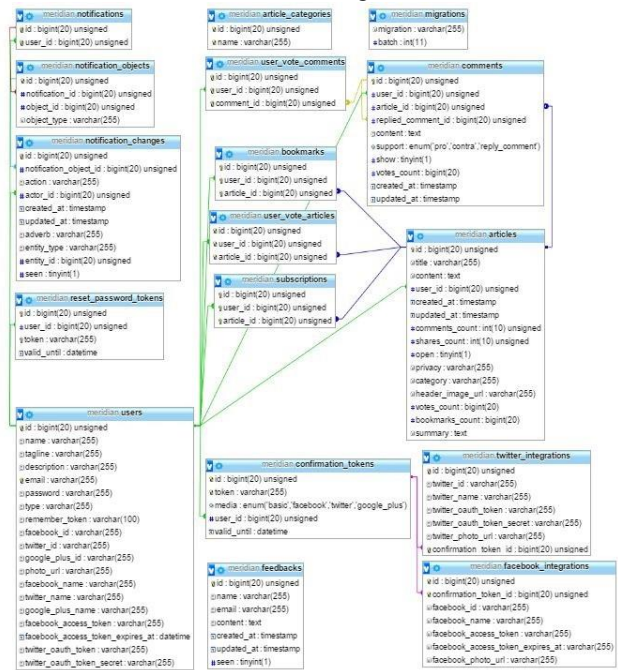 meridian notifications
id : bigint(20) unsigned
user_id : bigint(20) unsigned
meridian notification_objects
id : bigint(20) unsigned
notification_id : bigint(20) unsigned
object_id : bigint(20) unsigned
object_type : varchar(255)
meridian notification_changes
id : bigint(20) unsigned
notification_object_id : bigint(20) unsigned
action : varchar(255)
actor_id : bigint(20) unsigned
created_at : timestamp
updated_at : timestamp
adverb : varchar(255)
entity_type : varchar(255)
entity_id : bigint(20) unsigned
seen : tinyint(1)
meridian reset_password_tokens
id : bigint(20) unsigned
user_id : bigint(20) unsigned
token : varchar(255)
valid_until : datetime
meridian users
id : bigint(20) unsigned
name : varchar(255)
tagline : varchar(255)
description : varchar(255)
email : varchar(255)
password : varchar(255)
type : varchar(255)
remember_token : varchar(100)
facebook_id : varchar(255)
twitter_id : varchar(255)
google_plus_id : varchar(255)
photo_url : varchar(255)
facebook_name : varchar(255)
twitter_name : varchar(255)
google_plus_name : varchar(255)
facebook_access_token : varchar(255)
facebook_access_token_expires_at : datetime
twitter_oauth_token : varchar(255)
twitter_oauth_token_secret : varchar(255)
meridian article_categories
id : bigint(20) unsigned
name : varchar(255)
meridian user_vote_comments
id : bigint(20) unsigned
user_id : bigint(20) unsigned
comment_id : bigint(20) unsigned
meridian bookmarks
id : bigint(20) unsigned
user_id : bigint(20) unsigned
article_id : bigint(20) unsigned
meridian user_vote_articles
id : bigint(20) unsigned
user_id : bigint(20) unsigned
article_id : bigint(20) unsigned
meridian subscriptions
id : bigint(20) unsigned
user_id : bigint(20) unsigned
article_id : bigint(20) unsigned
meridian confirmation_tokens
id : bigint(20) unsigned
token : varchar(255)
media : enum('basic','facebook','twitter','google_plus')
user_id : bigint(20) unsigned
valid_until : datetime
meridian feedbacks
id : bigint(20) unsigned
name : varchar(255)
email : varchar(255)
content : text
created_at : timestamp
updated_at : timestamp
seen : tinyint(1)
meridian migrations
migration : varchar(255)
batch : int(11)
meridian comments
id : bigint(20) unsigned
user_id : bigint(20) unsigned
article_id : bigint(20) unsigned
replied_comment_id : bigint(20) unsigned
content : text
support : enum('pro','contra','reply_comment')
show : tinyint(1)
votes_count : bigint(20)
created_at : timestamp
updated_at : timestamp
meridian articles
id : bigint(20) unsigned
title : varchar(255)
content : text
user_id : bigint(20) unsigned
created_at : timestamp
updated_at : timestamp
comments_count : int(10) unsigned
shares_count : int(10) unsigned
open : tinyint(1)
privacy : varchar(255)
category : varchar(255)
header_image_url : varchar(255)
votes_count : bigint(20)
bookmarks_count : bigint(20)
summary : text
meridian twitter_integrations
id : bigint(20) unsigned
twitter_id : varchar(255)
twitter_name : varchar(255)
twitter_oauth_token : varchar(255)
twitter_oauth_token_secret : varchar(255)
twitter_photo_url : varchar(255)
confirmation_token_id : bigint(20) unsigned
meridian facebook_integrations
id : bigint(20) unsigned
confirmation_token_id : bigint(20) unsigned
facebook_id : varchar(255)
facebook_name : varchar(255)
facebook_access_token : varchar(255)
facebook_access_token_expires_at : varchar(255)
facebook_photo_url : varchar(255)